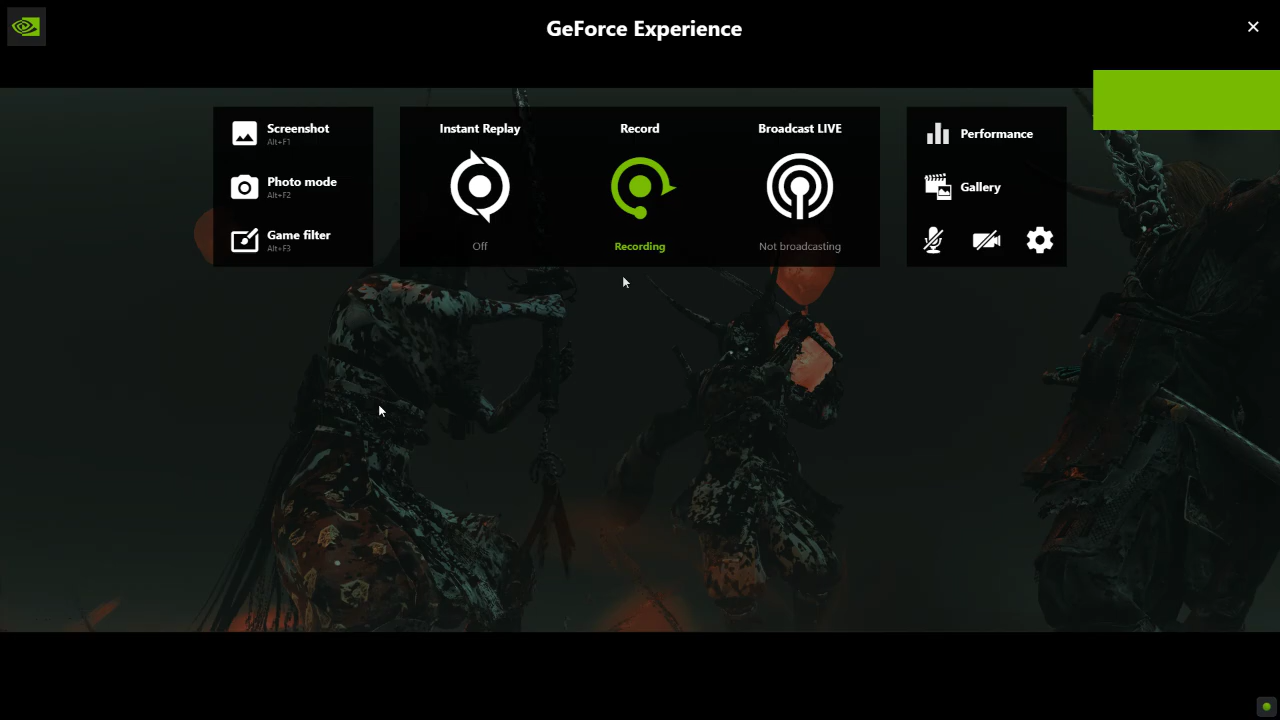 GeForce Experience
Screenshot
Alt+F1
Photo mode
Alt+F2
Game filter
Alt+F3
Instant Replay
Off
Record
Recording
Broadcast LIVE
Not broadcasting
Performance
Gallery